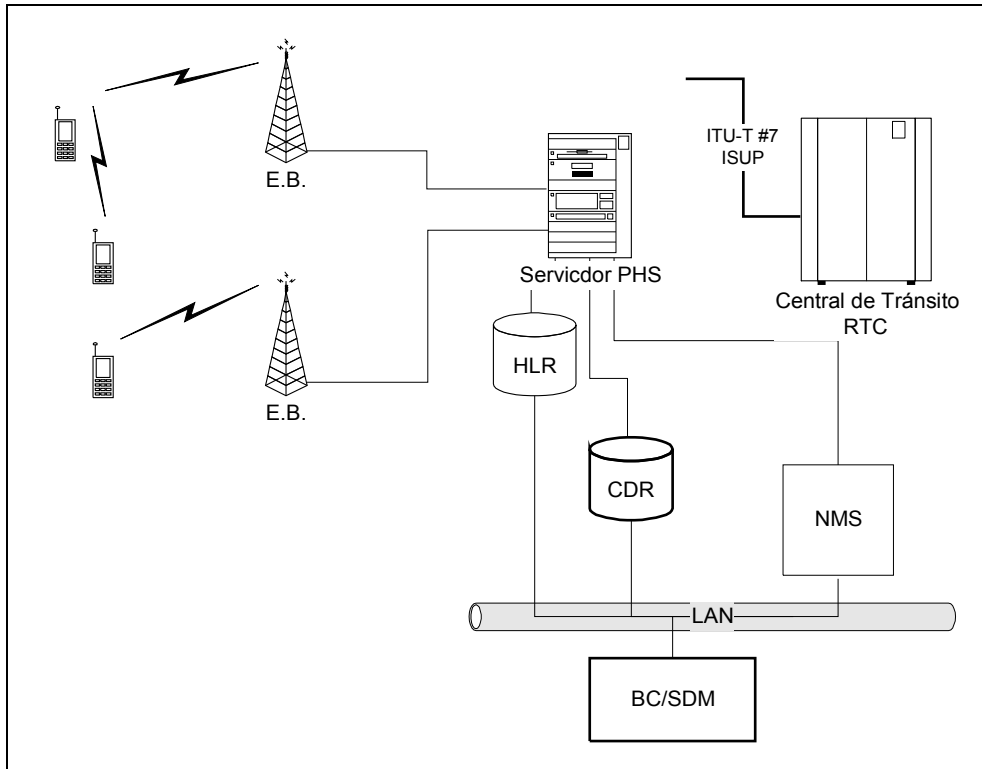 ITU-T #7
ISUP
E.B.
Servicdor PHS
Central de Tránsito
RTC
HLR
E.B.
CDR
NMS
LAN
BC/SDM